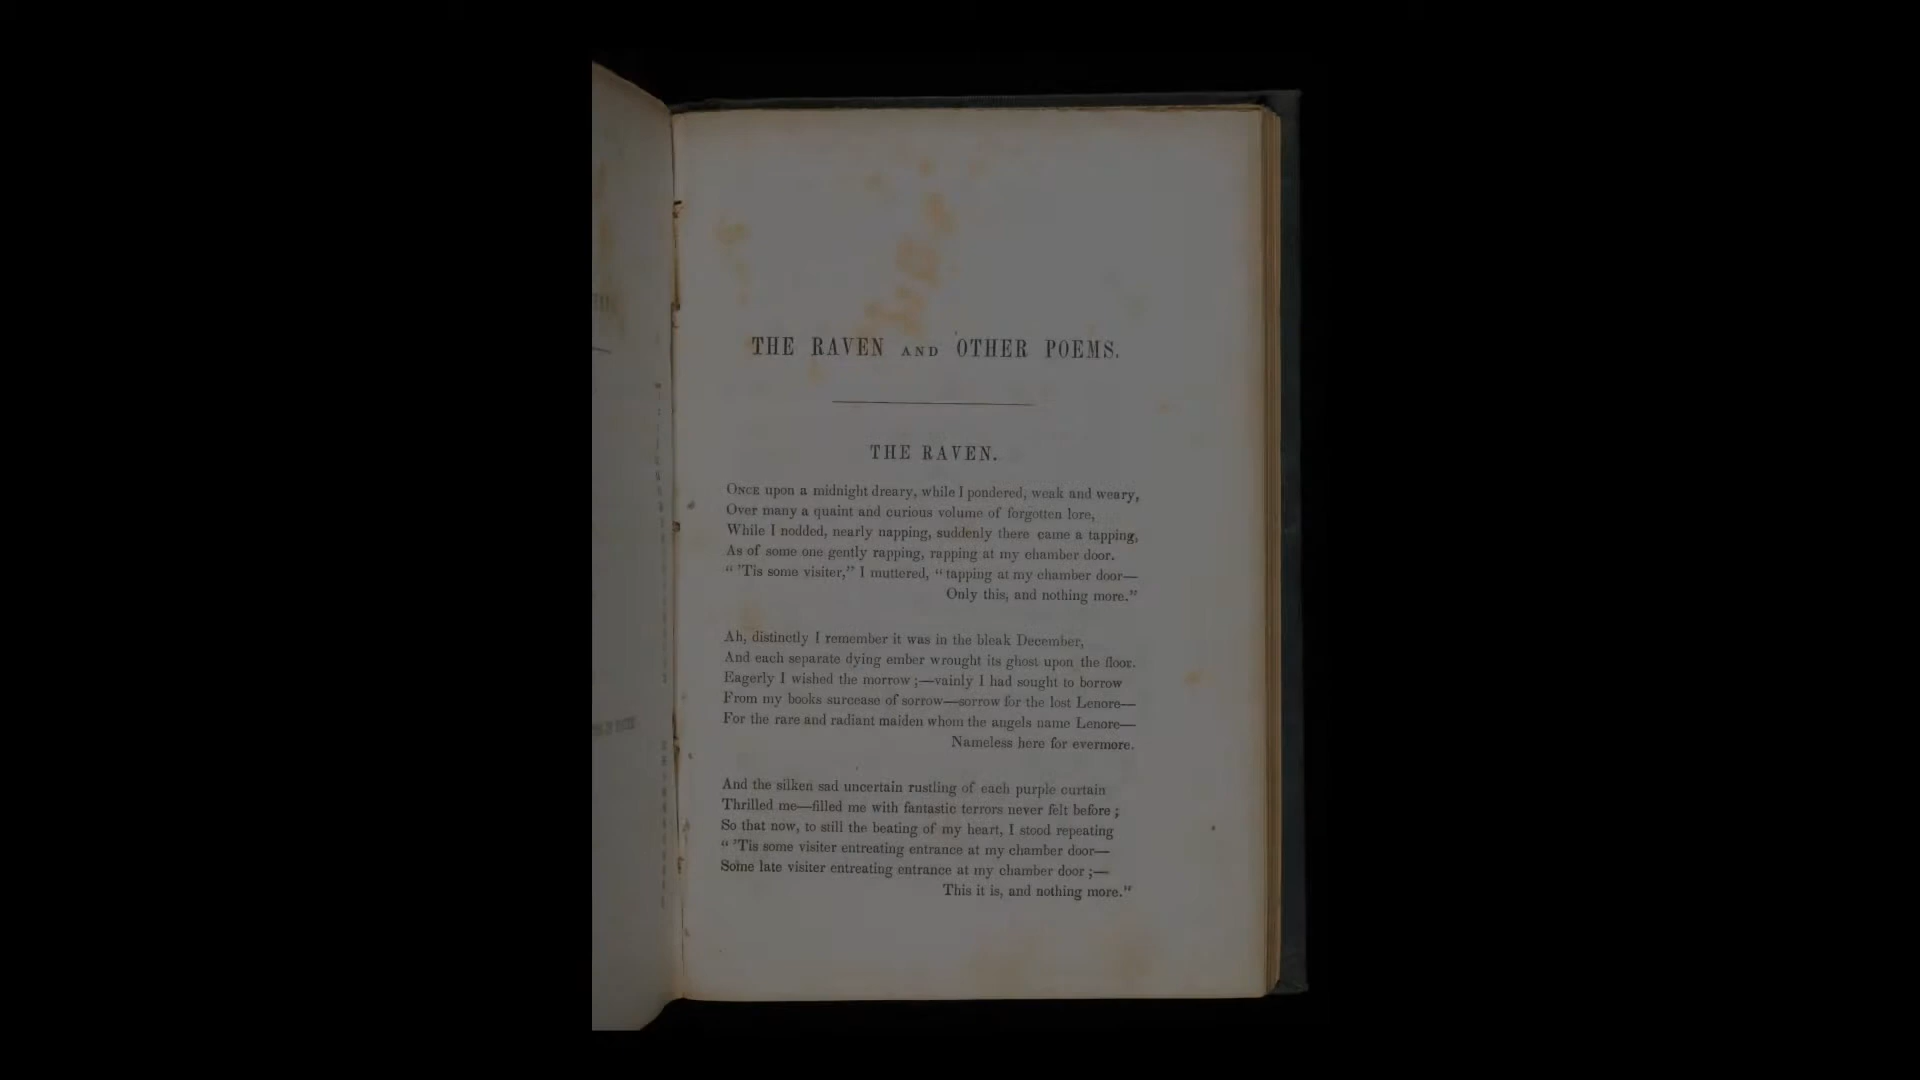 THE RAVEN AND OTHER POEMS.
THE RAVEN.
ONCE upon a midnight dreary, while I pondered, weak and weary,
Over many a quaint and curious volume of forgotten lore,
While I nodded, nearly napping, suddenly there came a tapping,
As of some one gently rapping, rapping at my chamber door.
“ 'Tis some visiter,” I muttered, “tapping at my chamber door—
Only this, and nothing more.”
Ah, distinctly I remember it was in the bleak December,
And each separate dying ember wrought its ghost upon the floor.
Eagerly I wished the morrow ;—vainly I had sought to borrow
From my books surcease of sorrow—sorrow for the lost Lenore—
For the rare and radiant maiden whom the angels name Lenore—
Nameless here for evermore.
And the silken sad uncertain rustling of each purple curtain
Thrilled me—filled me with fantastic terrors never felt before ;
So that now, to still the beating of my heart, I stood repeating
“ 'Tis some visiter entreating entrance at my chamber door—
Some late visiter entreating entrance at my chamber door ;—
This it is, and nothing more.”